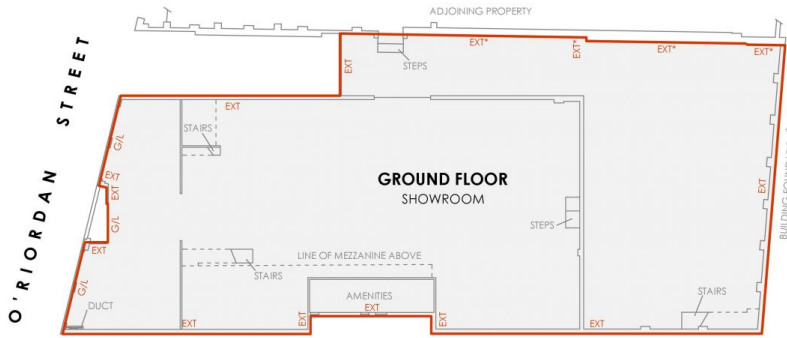 ADJOINING PROPERTY
EXT*
EXT*
EXT*
EXT*
EXT
STEPS
O'RIORDAN STREET
EXT
STAIRS
G/L
EXT
EXT
G/L
EXT
G/L
DUCT
GROUND FLOOR
SHOWROOM
STEPS
EXT
LINE OF MEZZANINE ABOVE
STAIRS
AMENITIES
EXT
EXT
EXT
EXT
EXT
STAIRS